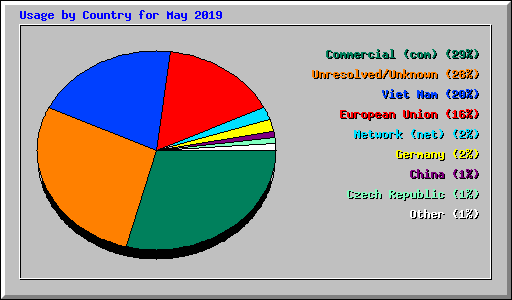 Usage by Country for May 2019
Commercial (com) (29%)
Unresolved/Unknown (28%)
Viet Nam (20%)
European Union (16%)
Network (net) (2%)
Germany (2%)
China (1%)
Czech Republic (1%)
Other (1%)